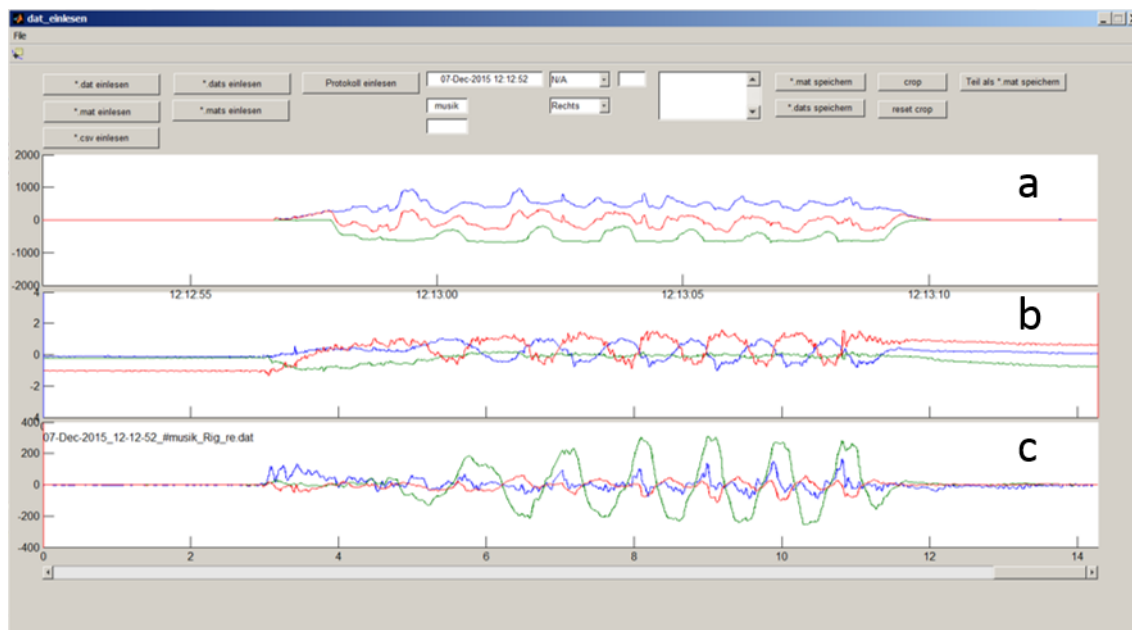 dat_einlesen
File
*.dat einlesen
*.dats einlesen
Protokoll einlesen
07-Dec-2015 12:12:52
N/A
*.mat speichern
crop
Teil als *.mat speichern
*.mat einlesen
*.mats einlesen
musik
Rechts
*.dats speichern
reset crop
*.csv einlesen
2000
1000
0
-1000
-2000
a
12:12:55
12:13:00
12:13:05
12:13:10
4
2
0
-2
4
b
400
200
0
-200
-400
07-Dec-2015_12-12-52_#musik_Rig_re.dat
c
0
2
4
6
8
10
12
14